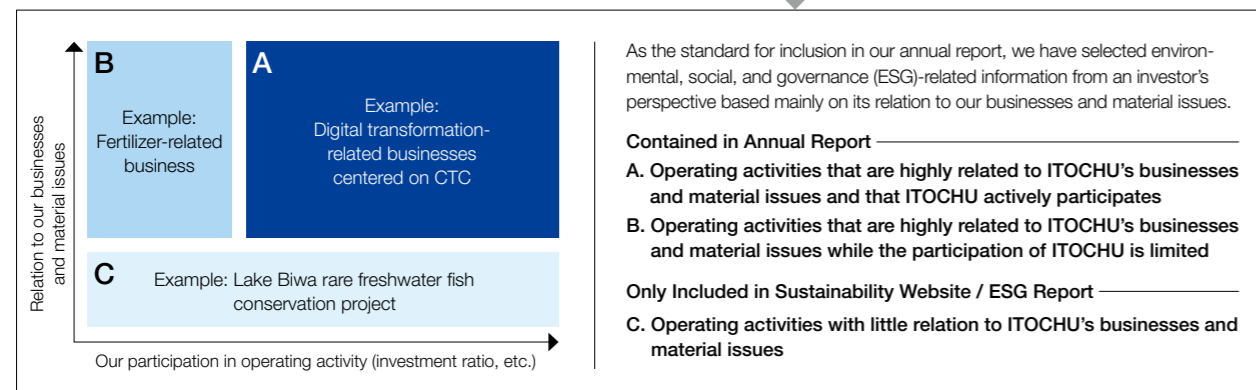 Relation to our businesses
and material issues
B
Example:
Fertilizer-related
business
A
Example:
Digital transformation-
related businesses
centered on CTC
C
Example: Lake Biwa rare freshwater fish
conservation project
Our participation in operating activity (investment ratio, etc.)
As the standard for inclusion in our annual report, we have selected environ-
mental, social, and governance (ESG)-related information from an investor's
perspective based mainly on its relation to our businesses and material issues.
Contained in Annual Report
A. Operating activities that are highly related to ITOCHU's businesses
and material issues and that ITOCHU actively participates
B. Operating activities that are highly related to ITOCHU's businesses
and material issues while the participation of ITOCHU is limited
Only Included in Sustainability Website / ESG Report
C. Operating activities with little relation to ITOCHU's businesses and
material issues